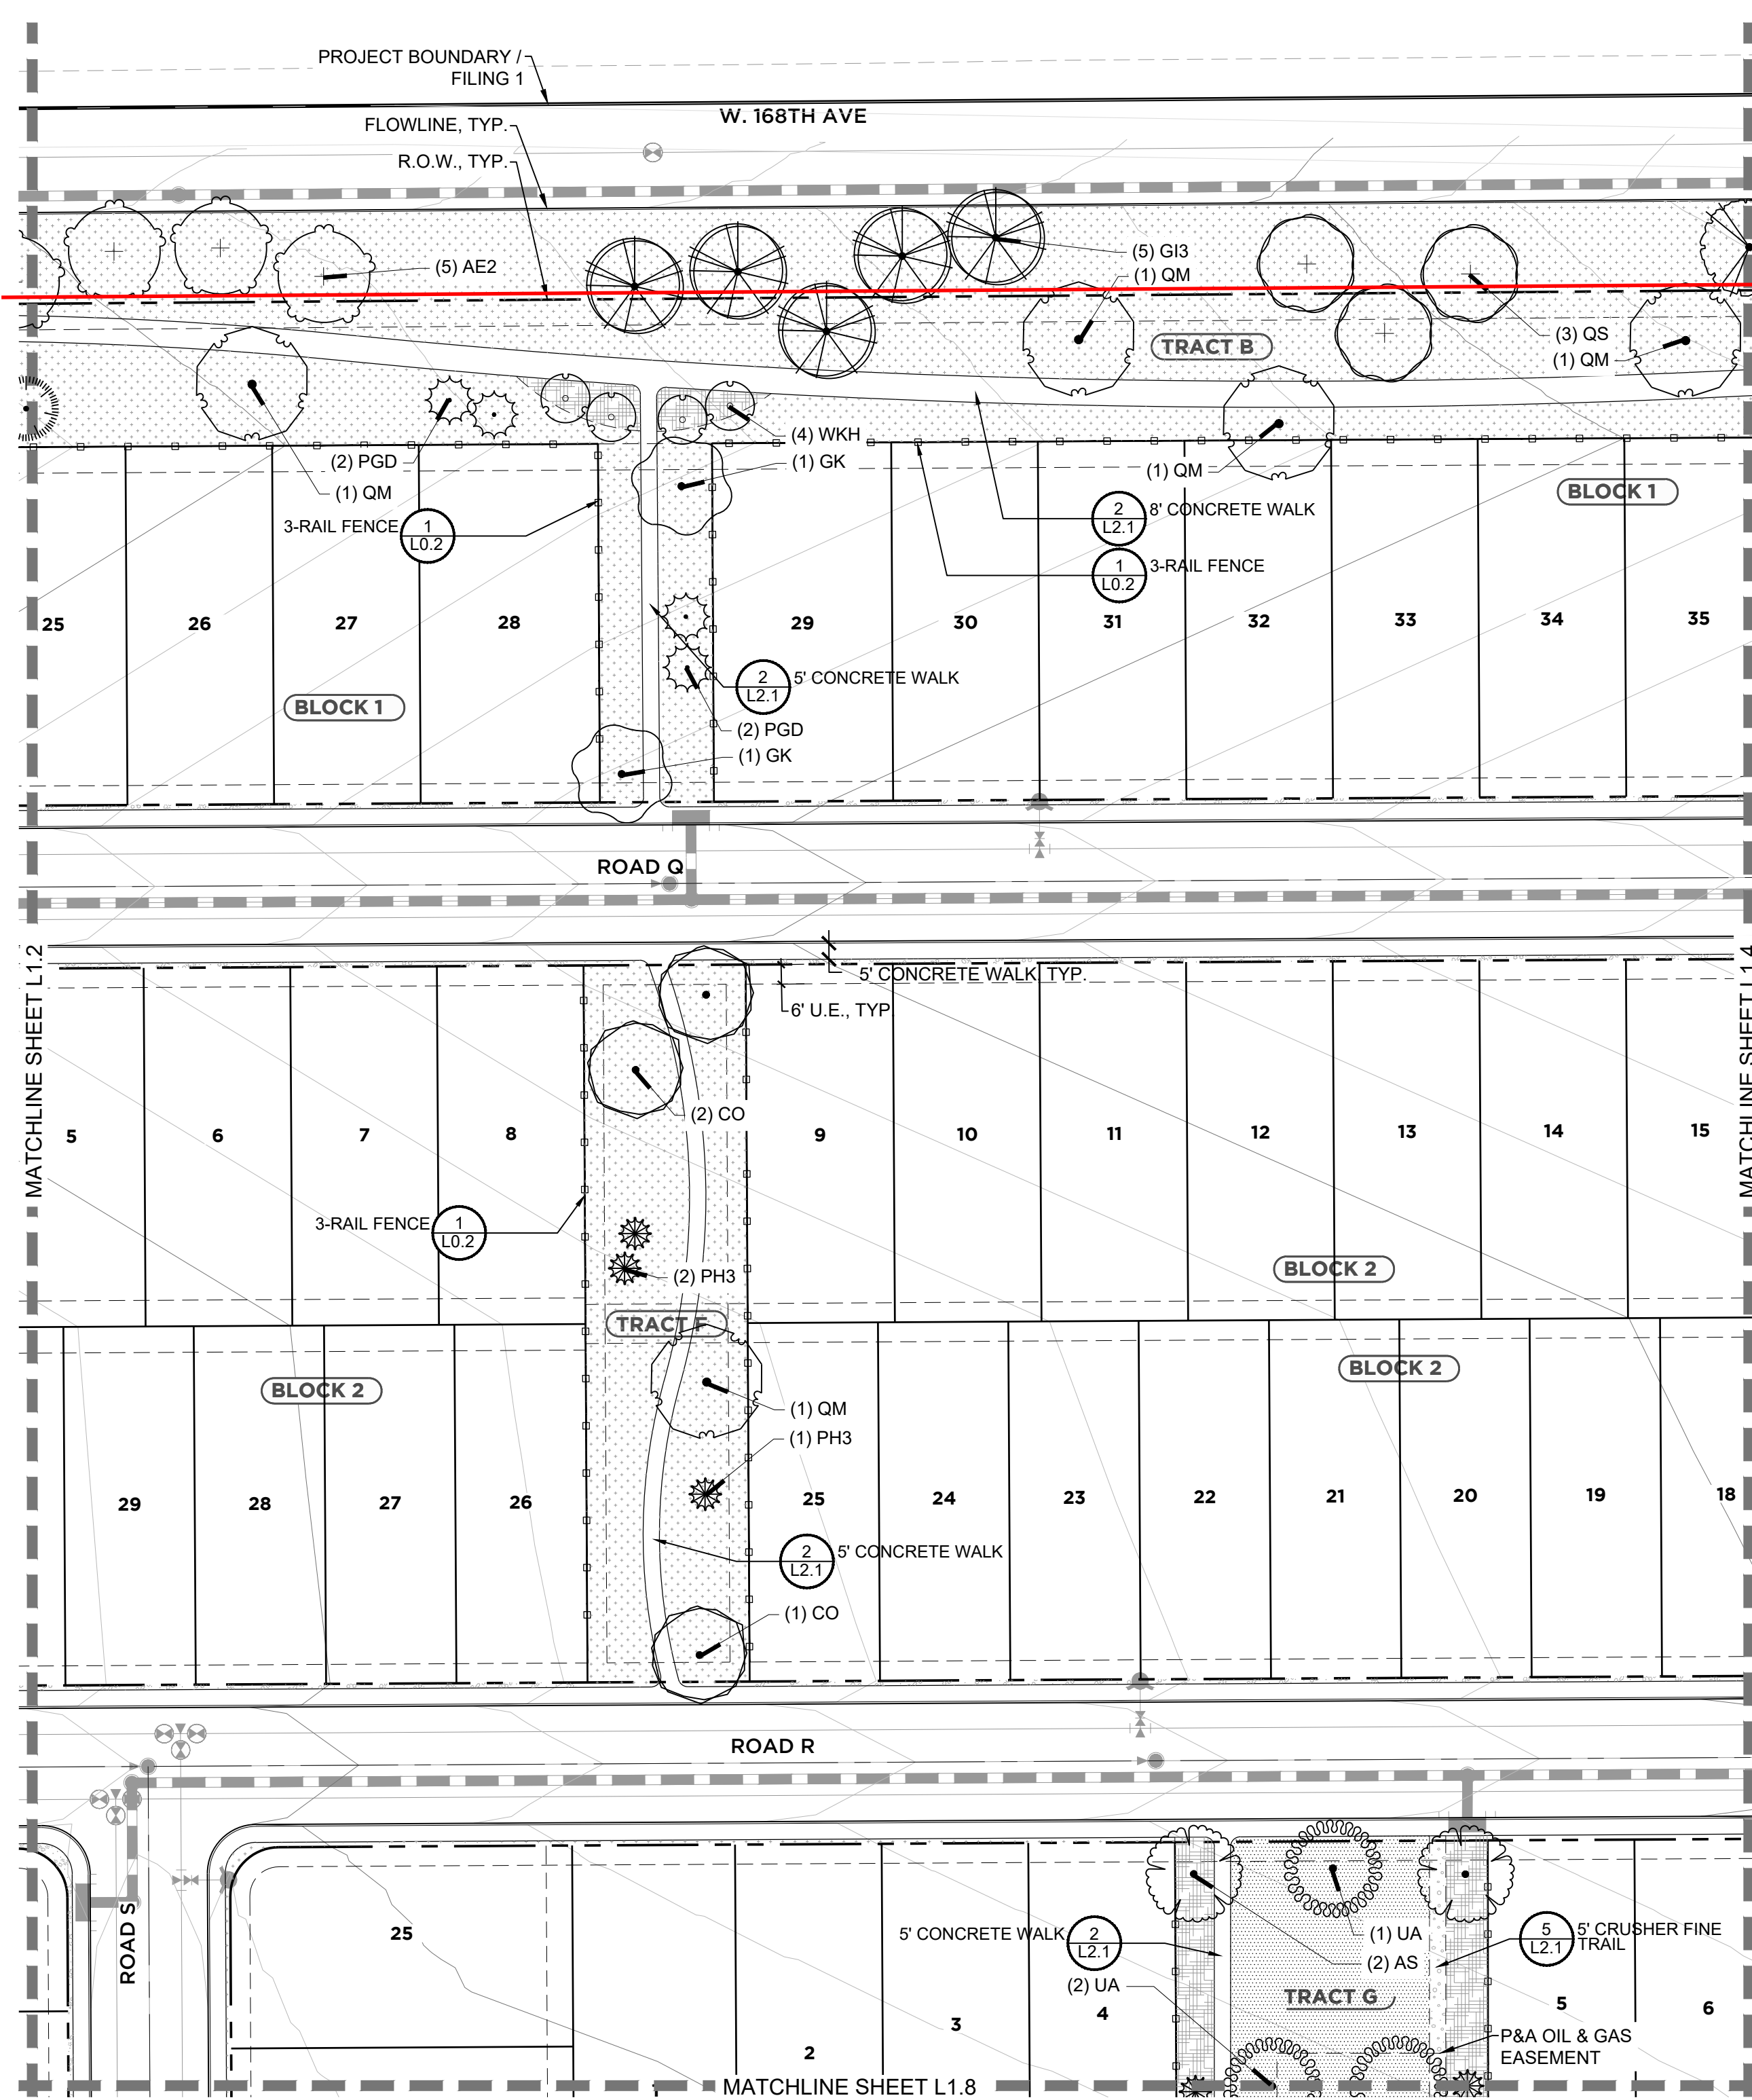 PROJECT BOUNDARY /
FILING 1
W. 168TH AVE
FLOWLINE, TYP.
R.O.W., TYP.
(5) AE2
(5) GI3
(1) QM
TRACT B
(3) QS
(1) QM
(4) WKH
(1) GK
(2) PGD
(1) QM
(1) QM
BLOCK 1
3-RAIL FENCE
1
L0.2
2
L2.1
8' CONCRETE WALK
1
L0.2
3-RAIL FENCE
25
26
27
28
29
30
31
32
33
34
35
2
L2.1
5' CONCRETE WALK
BLOCK 1
(2) PGD
(1) GK
ROAD Q
MATCHLINE SHEET L1.2
MATCHLINE SHEET L1.4
5' CONCRETE WALK, TYP.
6' U.E., TYP.
(2) CO
5
6
7
8
9
10
11
12
13
14
15
3-RAIL FENCE
1
L0.2
(2) PH3
BLOCK 2
TRACT F
BLOCK 2
BLOCK 2
(1) QM
(1) PH3
29
28
27
26
25
24
23
22
21
20
19
18
2
L2.1
5' CONCRETE WALK
(1) CO
ROAD R
ROAD S
25
5' CONCRETE WALK
2
L2.1
(1) UA
(2) AS
5
L2.1
5' CRUSHER FINE
TRAIL
(2) UA
TRACT G
2
3
4
5
6
P&A OIL & GAS
EASEMENT
MATCHLINE SHEET L1.8